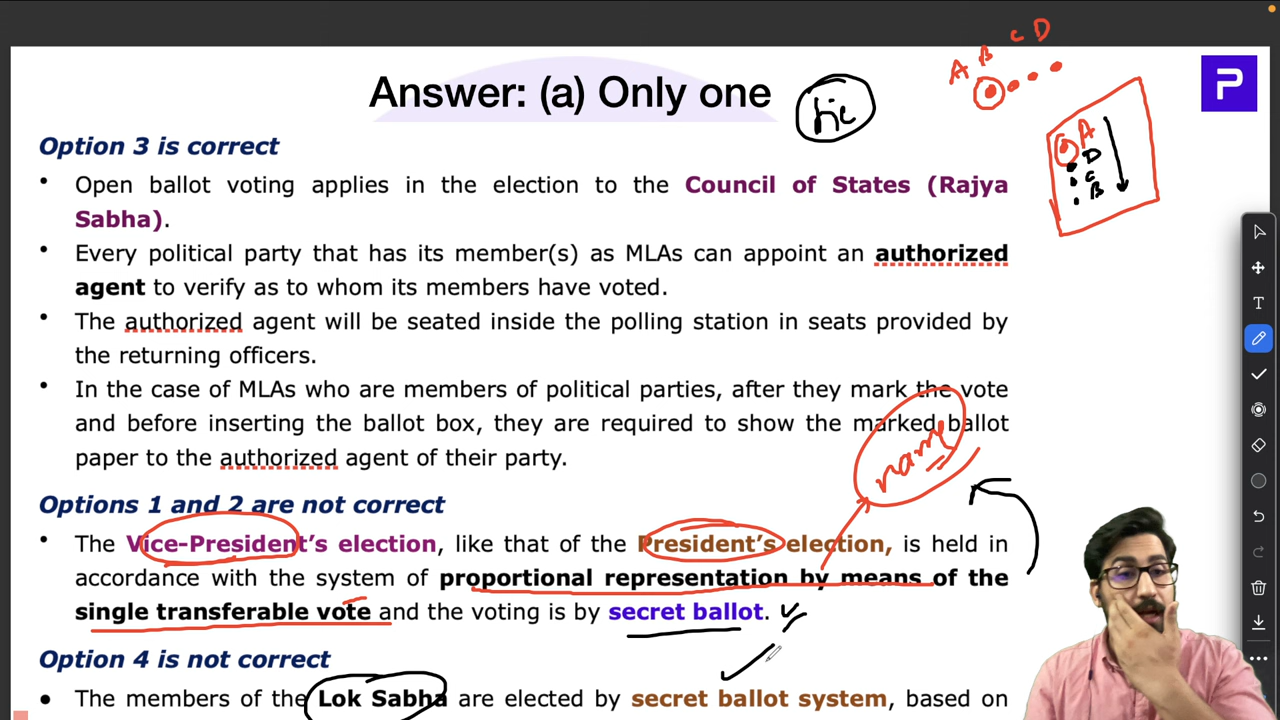 A B C D
Answer: (a) Only one
P
A
D
C
B
Option 3 is correct
• Open ballot voting applies in the election to the Council of States (Rajya
Sabha).
• Every political party that has its member(s) as MLAs can appoint an authorized
agent to verify as to whom its members have voted.
• The authorized agent will be seated inside the polling station in seats provided by
the returning officers.
• In the case of MLAs who are members of political parties, after they mark the vote
and before inserting the ballot box, they are required to show the marked ballot
paper to the authorized agent of their party.
name
Options 1 and 2 are not correct
• The Vice-President's election, like that of the President's election, is held in
accordance with the system of proportional representation by means of the
single transferable vote and the voting is by secret ballot.
Option 4 is not correct
• The members of the Lok Sabha are elected by secret ballot system, based on